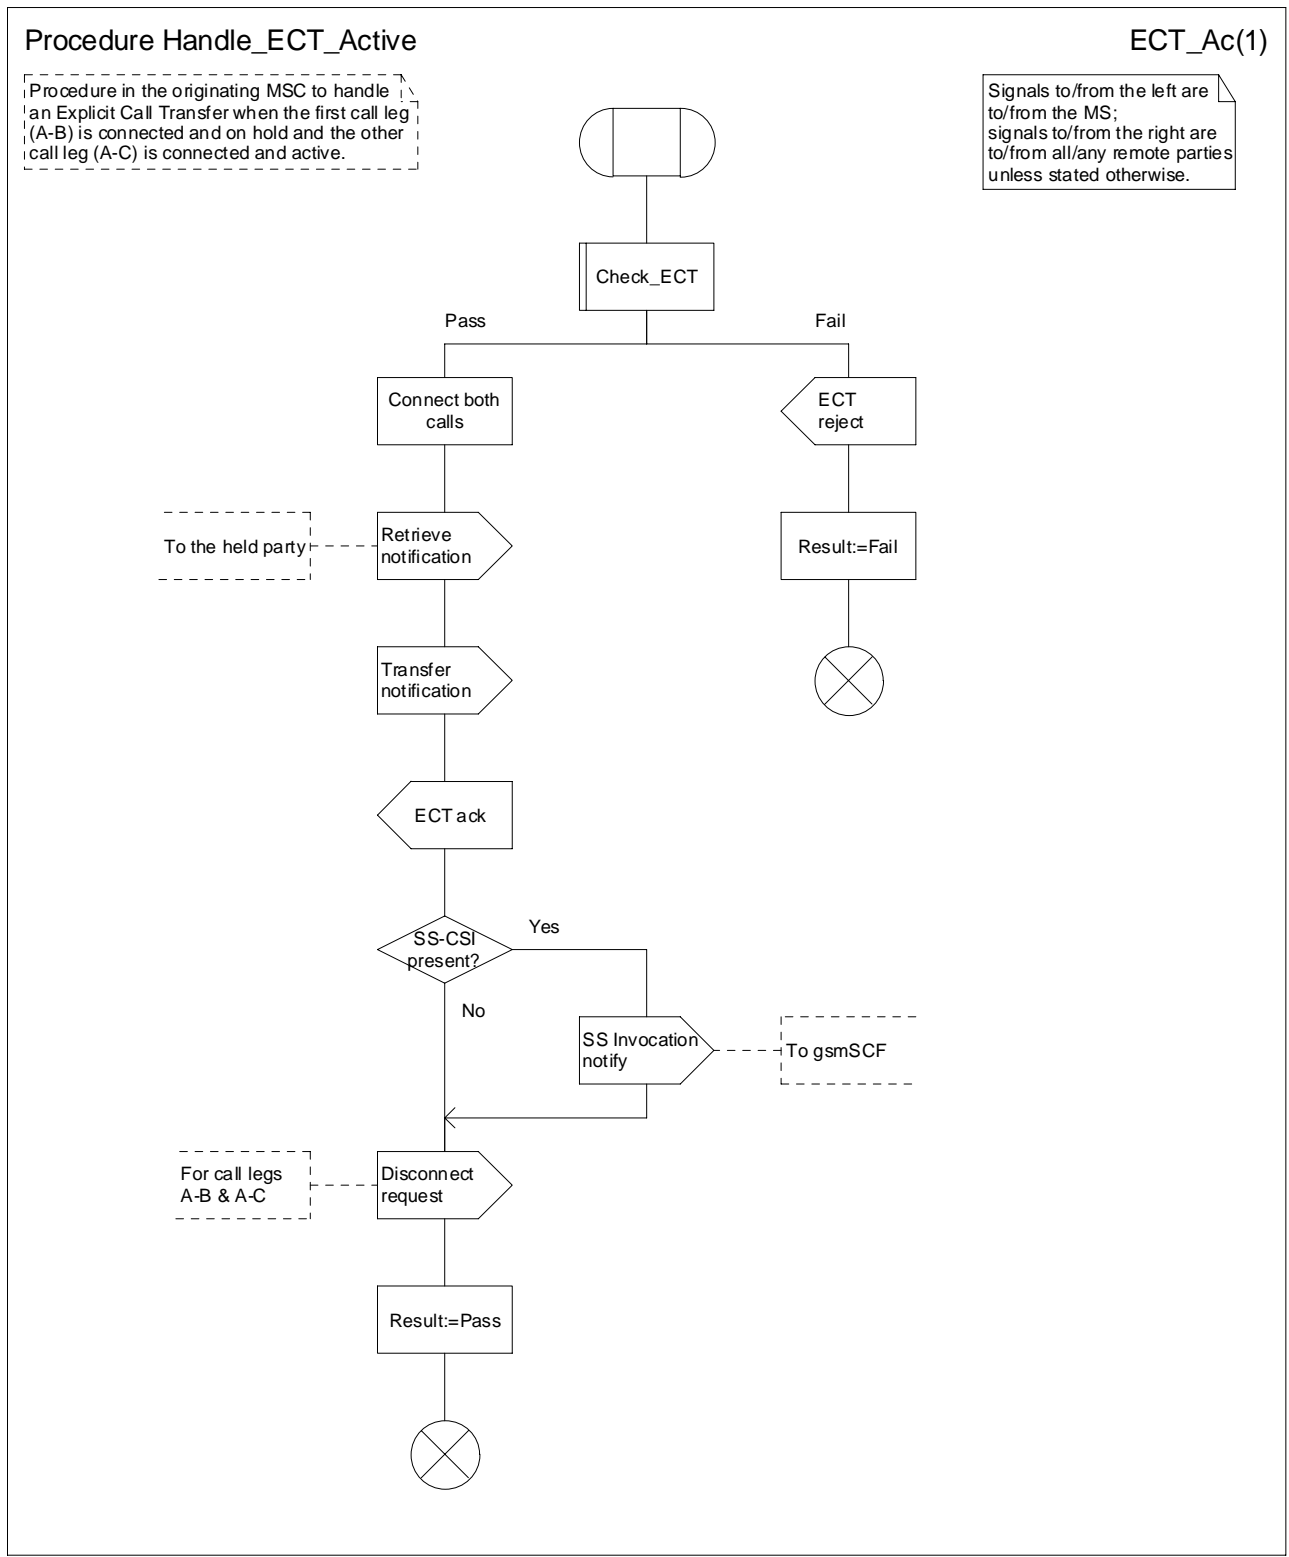 Procedure Handle_ECT_Active
ECT_Ac(1)
Procedure in the originating MSC to handle
an Explicit Call Transfer when the first call leg
(A-B) is connected and on hold and the other
call leg (A-C) is connected and active.
Signals to/from the left are
to/from the MS;
signals to/from the right are
to/from all/any remote parties
unless stated otherwise.
Check_ECT
Pass
Fail
Connect both
calls
ECT
reject
To the held party
Retrieve
notification
Result:=Fail
Transfer
notification
ECT ack
SS-CSI
present?
Yes
No
SS Invocation
notify
To gsmSCF
For call legs
A-B & A-C
Disconnect
request
Result:=Pass